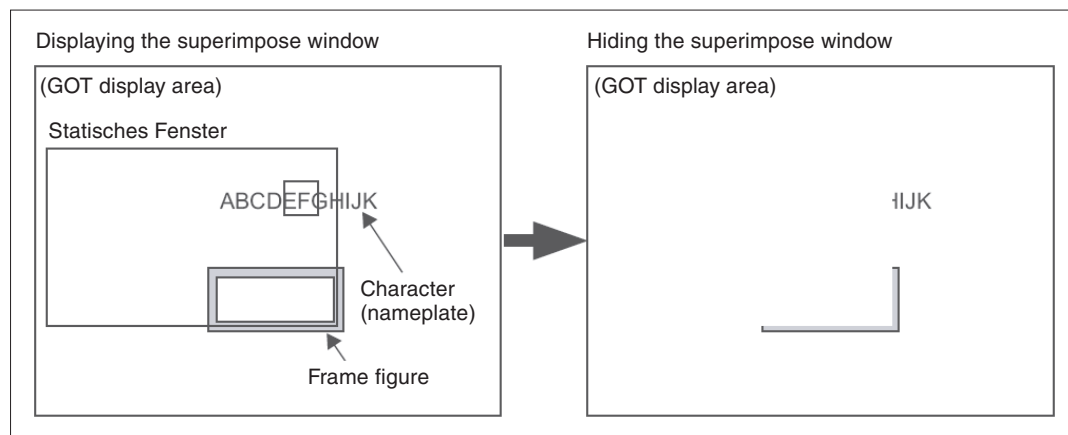 Displaying the superimpose window
(GOT display area)
Statisches Fenster
ABCDEFGHIJK
Character
(nameplate)
Frame figure
Hiding the superimpose window
(GOT display area)
HIJK